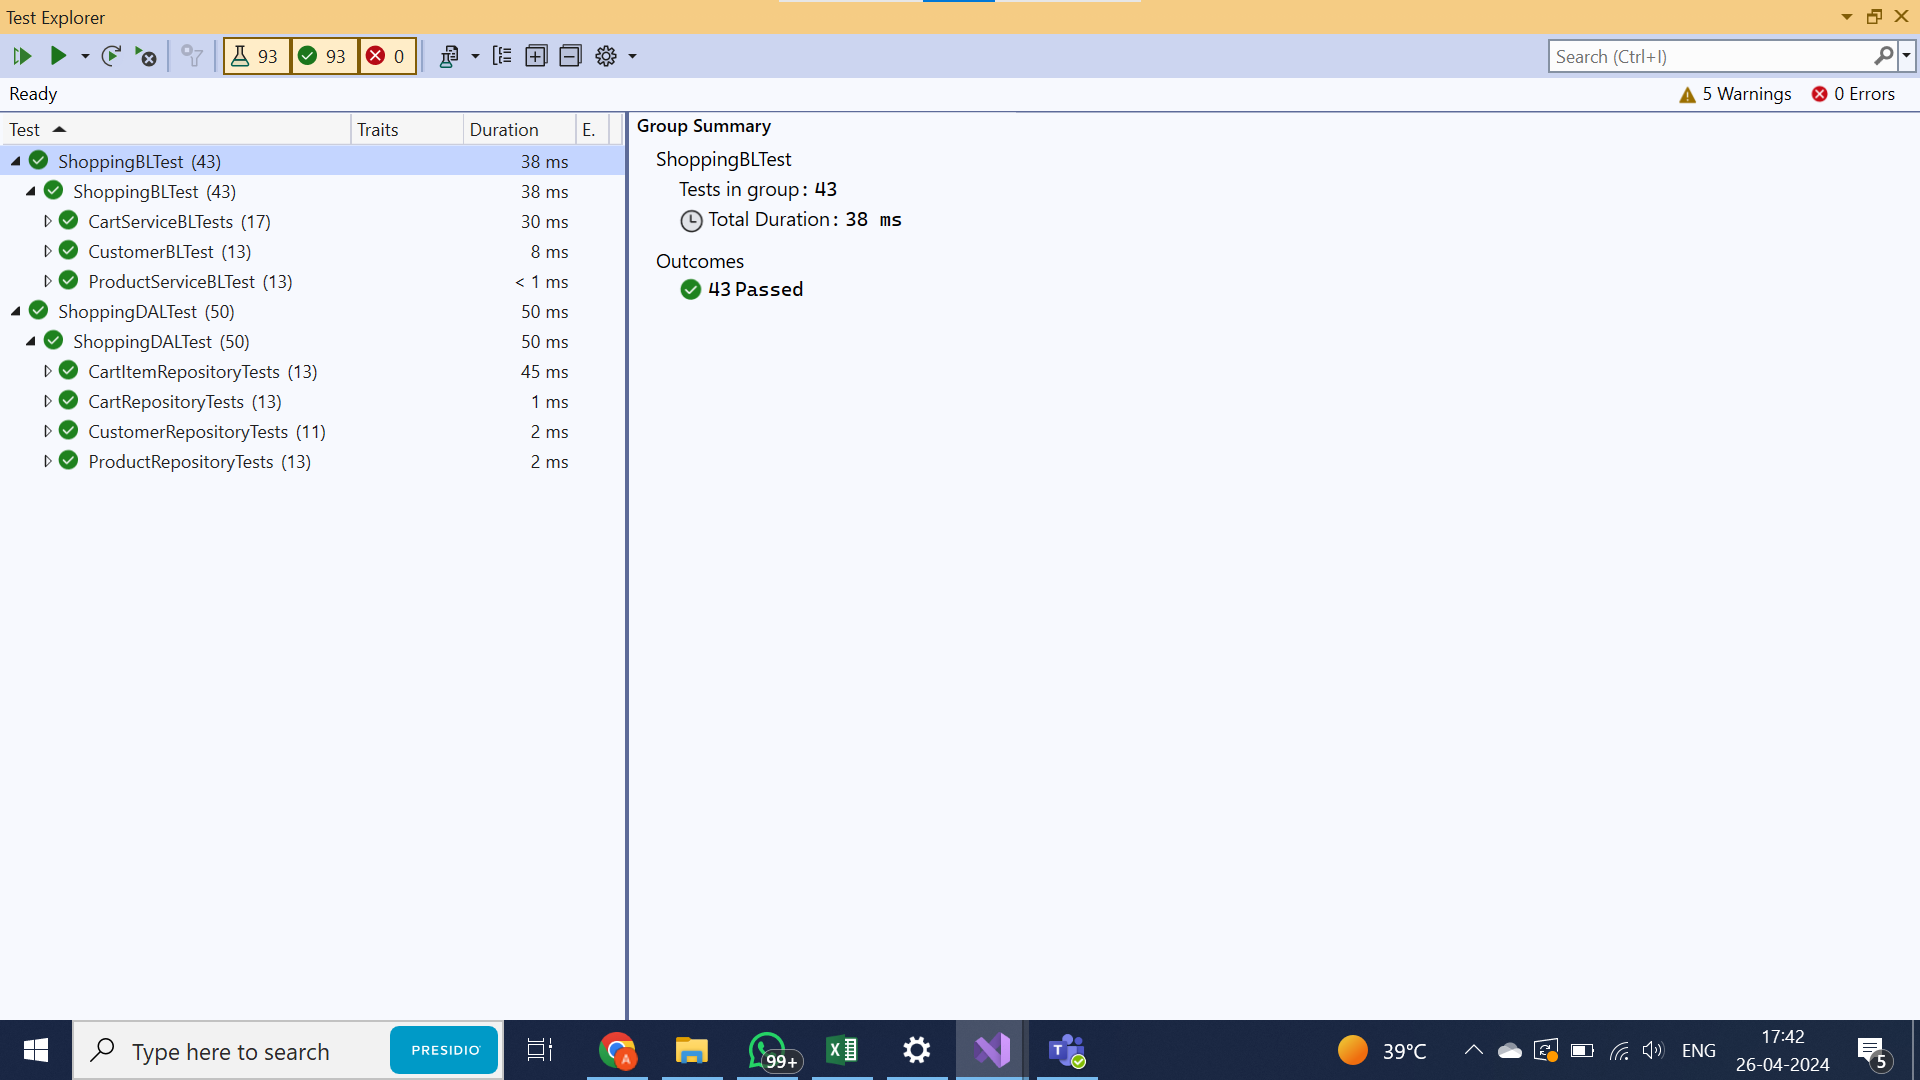 Test Explorer
93 93 0
Search (Ctrl+I)
Ready
5 Warnings 0 Errors
Test Traits Duration E.
ShoppingBLTest (43) 38 ms
ShoppingBLTest (43) 38 ms
CartServiceBLTests (17) 30 ms
CustomerBLTest (13) 8 ms
ProductServiceBLTest (13) < 1 ms
ShoppingDALTest (50) 50 ms
ShoppingDALTest (50) 50 ms
CartItemRepositoryTests (13) 45 ms
CartRepositoryTests (13) 1 ms
CustomerRepositoryTests (11) 2 ms
ProductRepositoryTests (13) 2 ms
Group Summary
ShoppingBLTest
Tests in group: 43
Total Duration: 38 ms
Outcomes
43 Passed
Type here to search
PRESIDIO
A
99+
X
T
39°C
ENG
17:42
26-04-2024
5